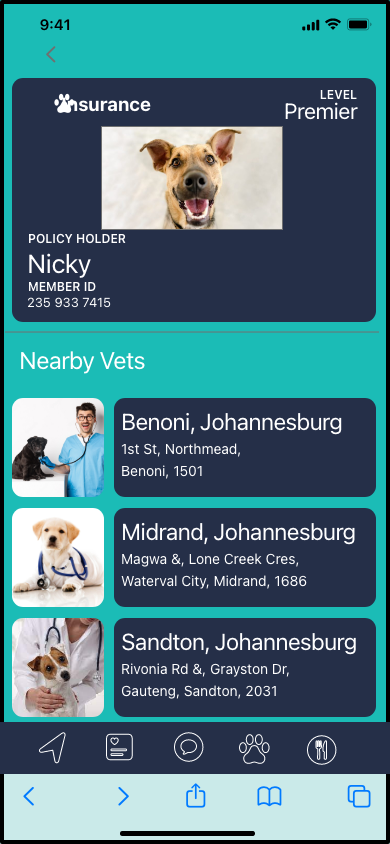 9:41
nsurance
LEVEL
Premier
POLICY HOLDER
Nicky
MEMBER ID
235 933 7415
Nearby Vets
Benoni, Johannesburg
1st St, Northmead,
Benoni, 1501
Midrand, Johannesburg
Magwa &, Lone Creek Cres,
Waterval City, Midrand, 1686
Sandton, Johannesburg
Rivonia Rd &, Grayston Dr,
Gauteng, Sandton, 2031